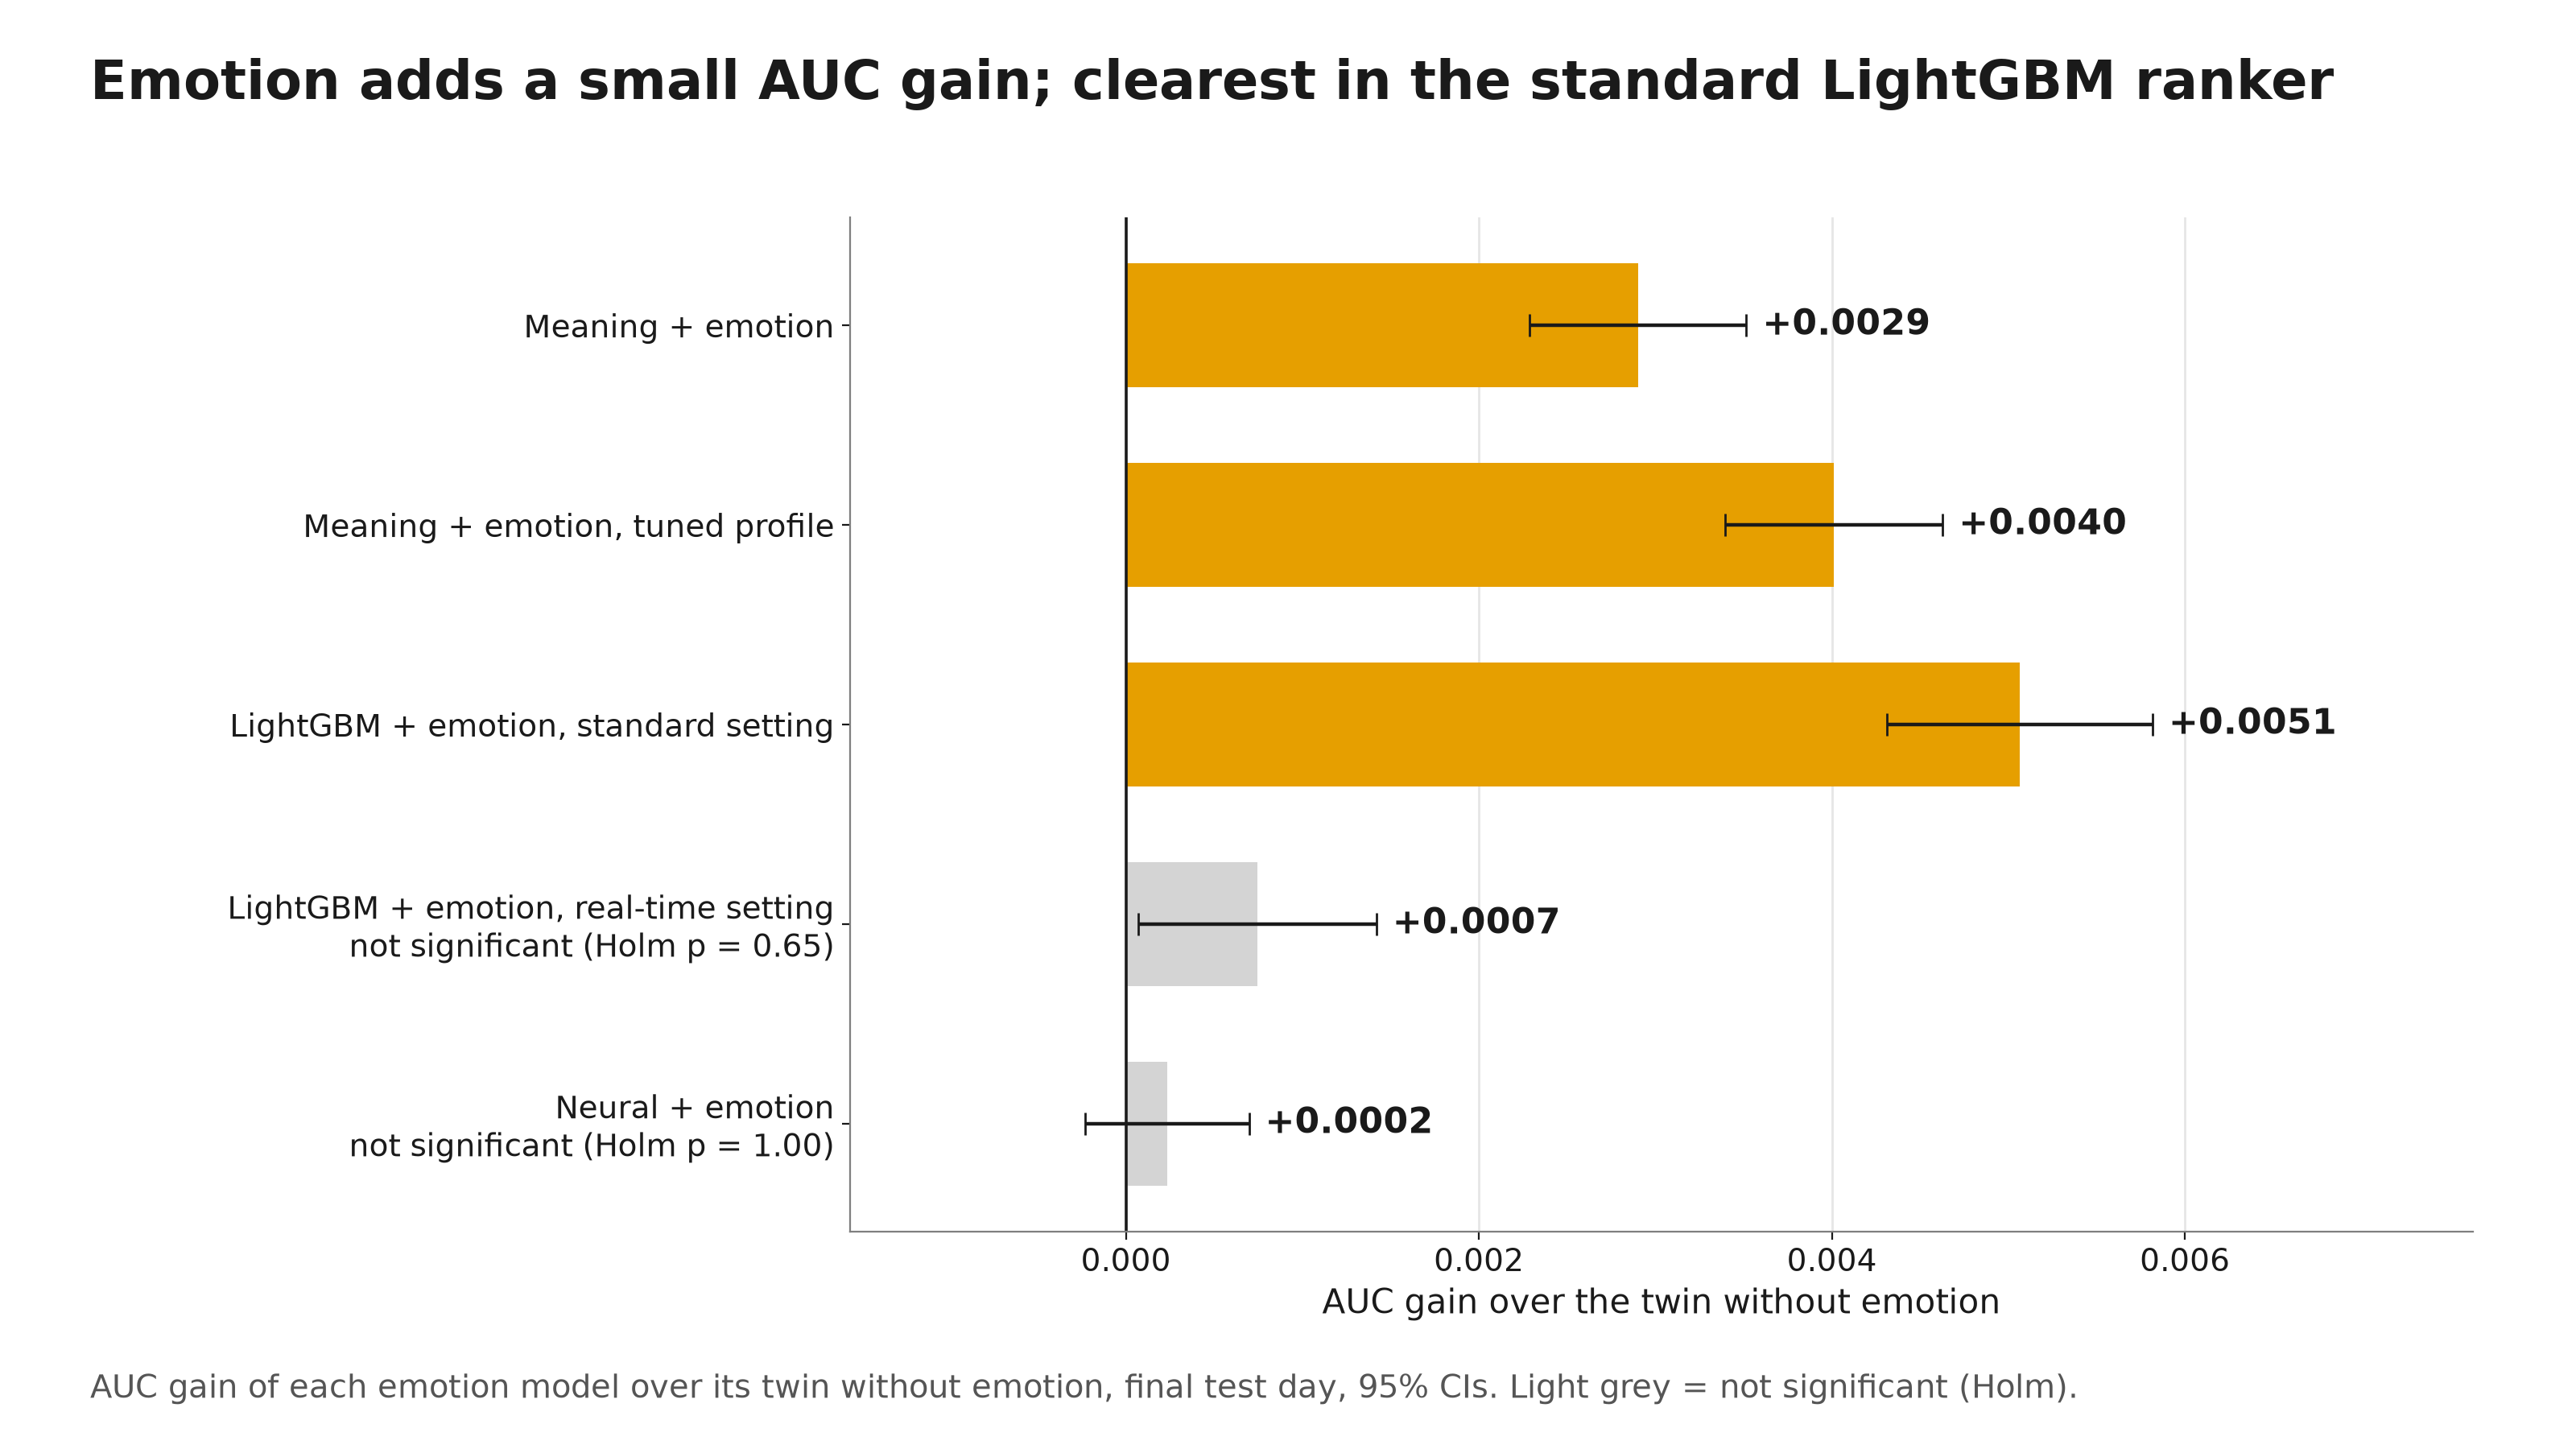 Emotion adds a small AUC gain; clearest in the standard LightGBM ranker
Meaning + emotion
+0.0029
Meaning + emotion, tuned profile
+0.0040
LightGBM + emotion, standard setting
+0.0051
LightGBM + emotion, real-time setting
not significant (Holm p = 0.65)
+0.0007
Neural + emotion
not significant (Holm p = 1.00)
+0.0002
0.000 0.002 0.004 0.006
AUC gain over the twin without emotion
AUC gain of each emotion model over its twin without emotion, final test day, 95% CIs. Light grey = not significant (Holm).